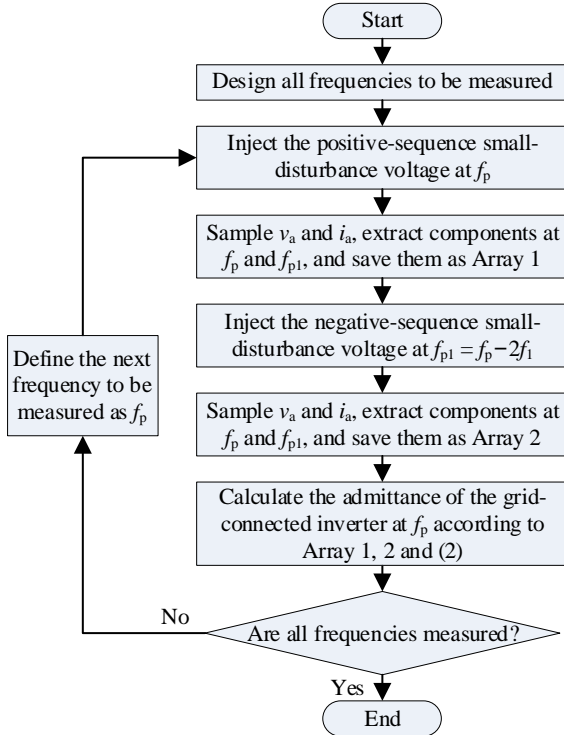 Start
Design all frequencies to be measured
Inject the positive-sequence small-
disturbance voltage at fp
Sample va and ia, extract components at
fp and fp1, and save them as Array 1
Inject the negative-sequence small-
disturbance voltage at fp1 = fp−2f1
Sample va and ia, extract components at
fp and fp1, and save them as Array 2
Calculate the admittance of the grid-
connected inverter at fp according to
Array 1, 2 and (2)
Are all frequencies measured?
No
Define the next
frequency to be
measured as fp
Yes
End